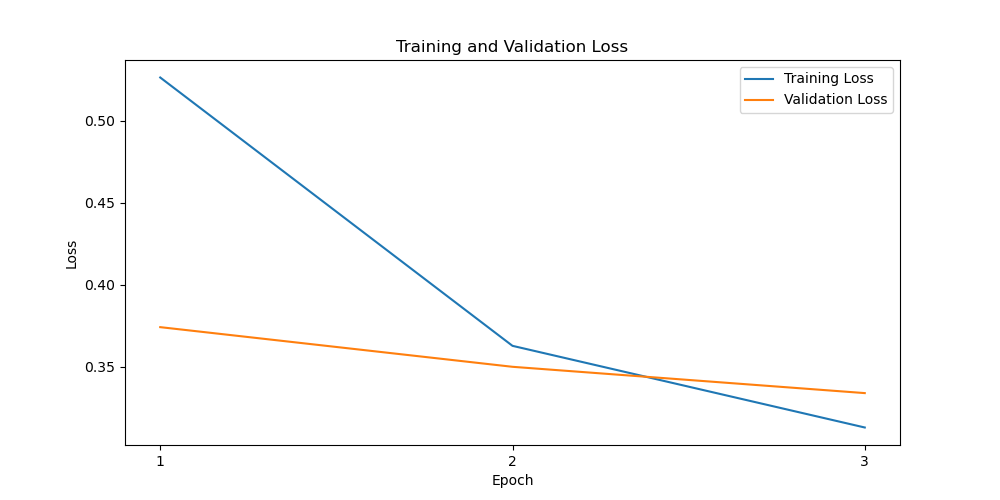 Training and Validation Loss
Training Loss
Validation Loss
0.50
0.45
0.40
0.35
Loss
1
2
3
Epoch